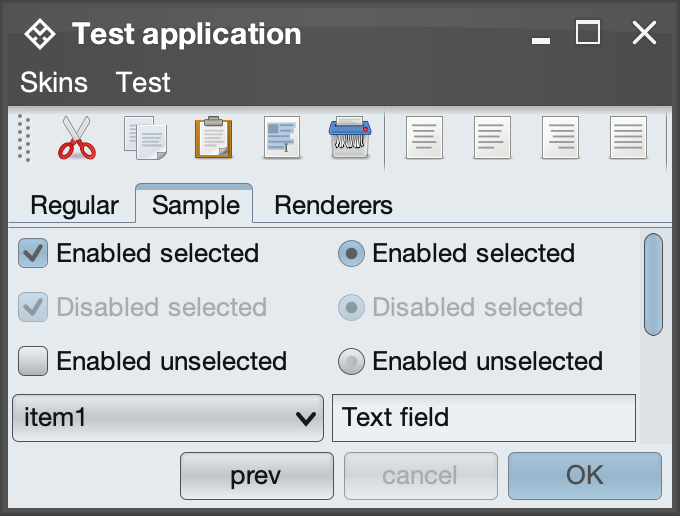 Test application
Skins Test
Regular Sample Renderers
Enabled selected Enabled selected
Disabled selected Disabled selected
Enabled unselected Enabled unselected
item1 Text field
prev cancel OK